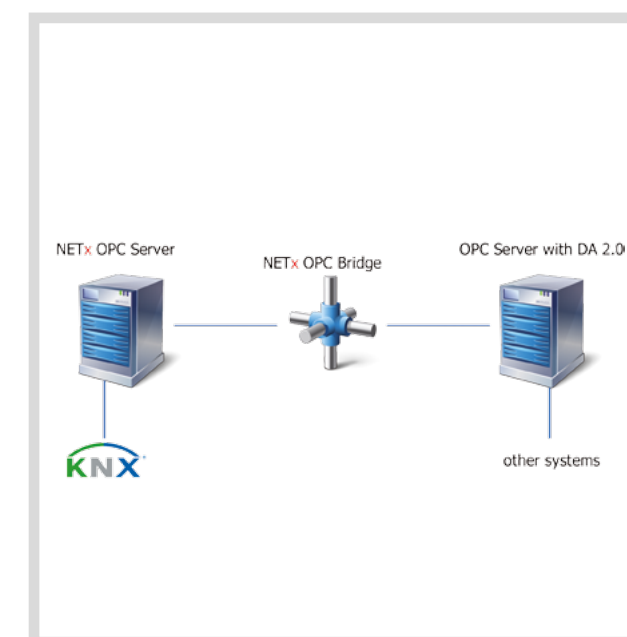 NETx OPC Server
NETx OPC Bridge
OPC Server with DA 2.0
KNX
other systems